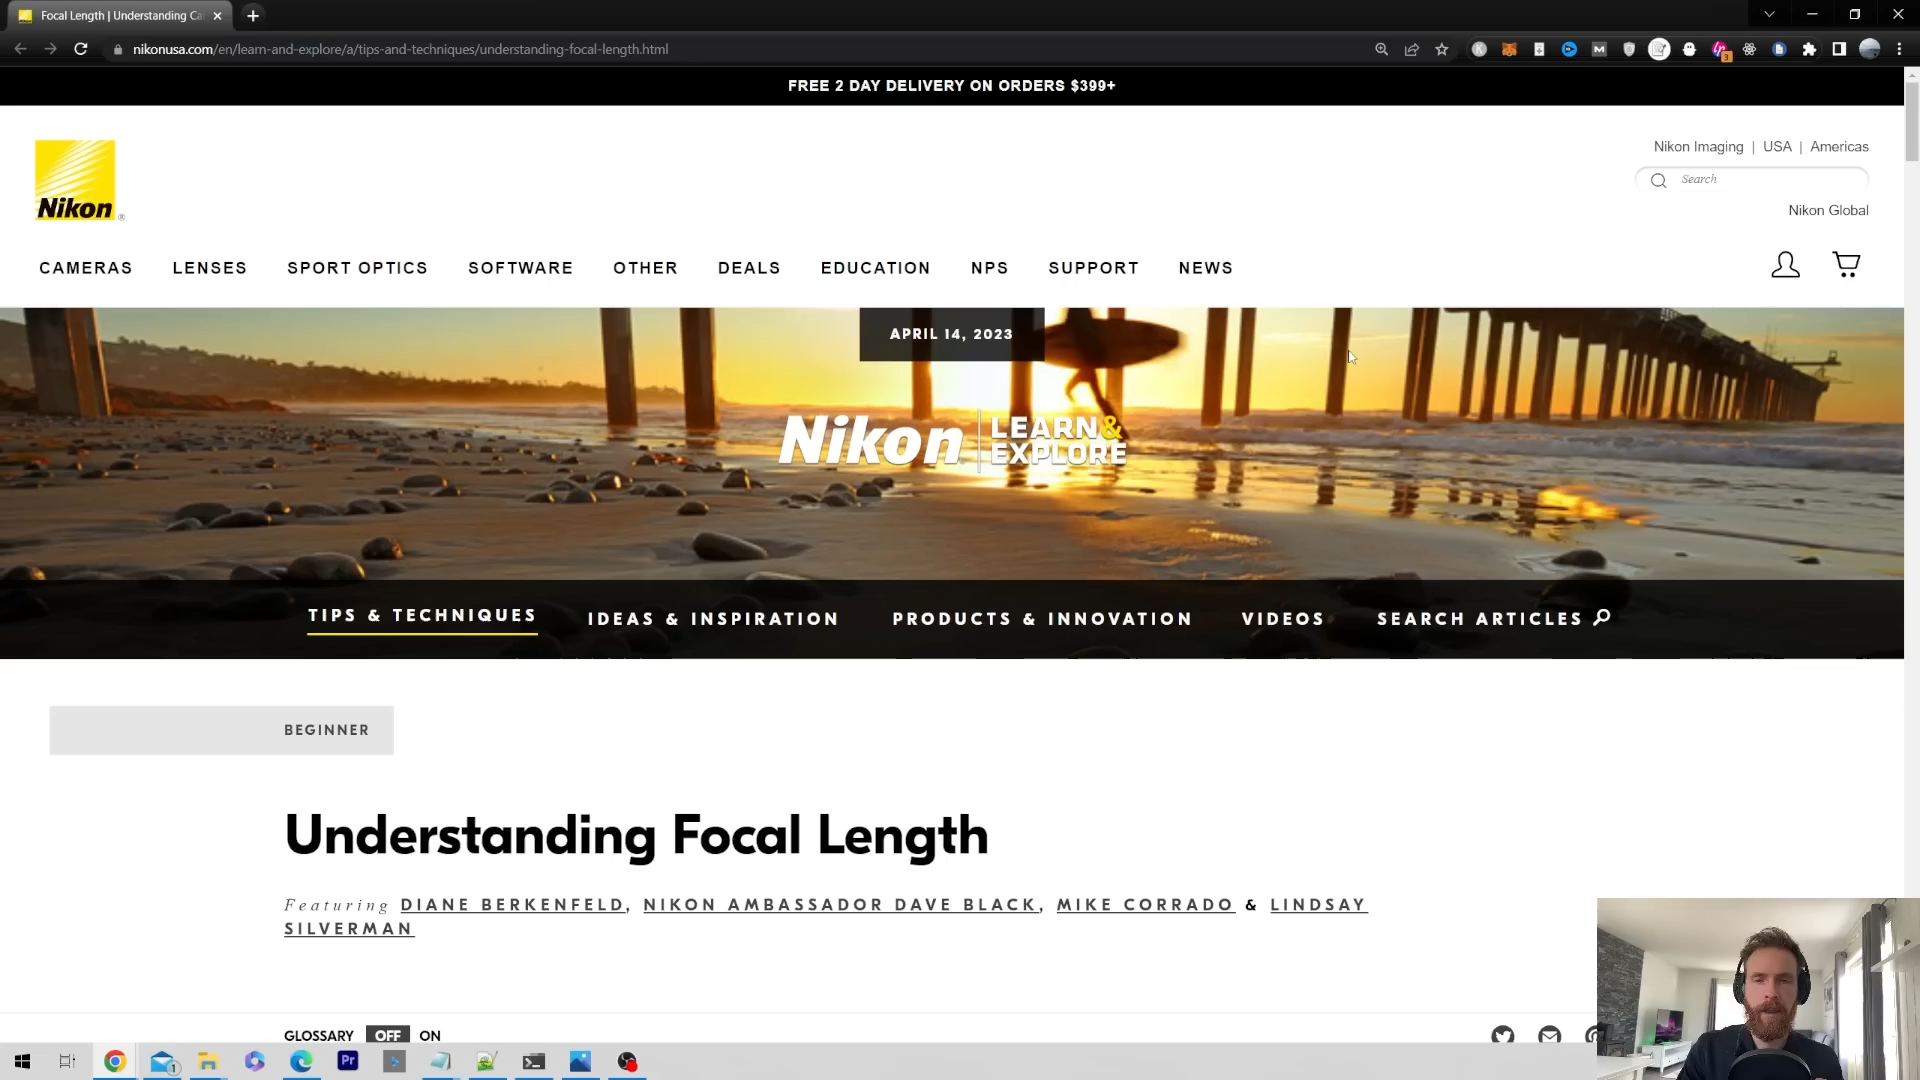 Focal Length | Understanding Ca
nikonusa.com/en/learn-and-explore/a/tips-and-techniques/understanding-focal-length.html
3
FREE 2 DAY DELIVERY ON ORDERS $399+
Nikon Imaging | USA | Americas
Search
Nikon ®
Nikon Global
CAMERAS LENSES SPORT OPTICS SOFTWARE OTHER DEALS EDUCATION NPS SUPPORT NEWS
APRIL 14, 2023
Nikon LEARN&
EXPLORE
TIPS & TECHNIQUES IDEAS & INSPIRATION PRODUCTS & INNOVATION VIDEOS SEARCH ARTICLES
BEGINNER
Understanding Focal Length
Featuring DIANE BERKENFELD, NIKON AMBASSADOR DAVE BLACK, MIKE CORRADO & LINDSAY
SILVERMAN
GLOSSARY OFF ON
1
Pr